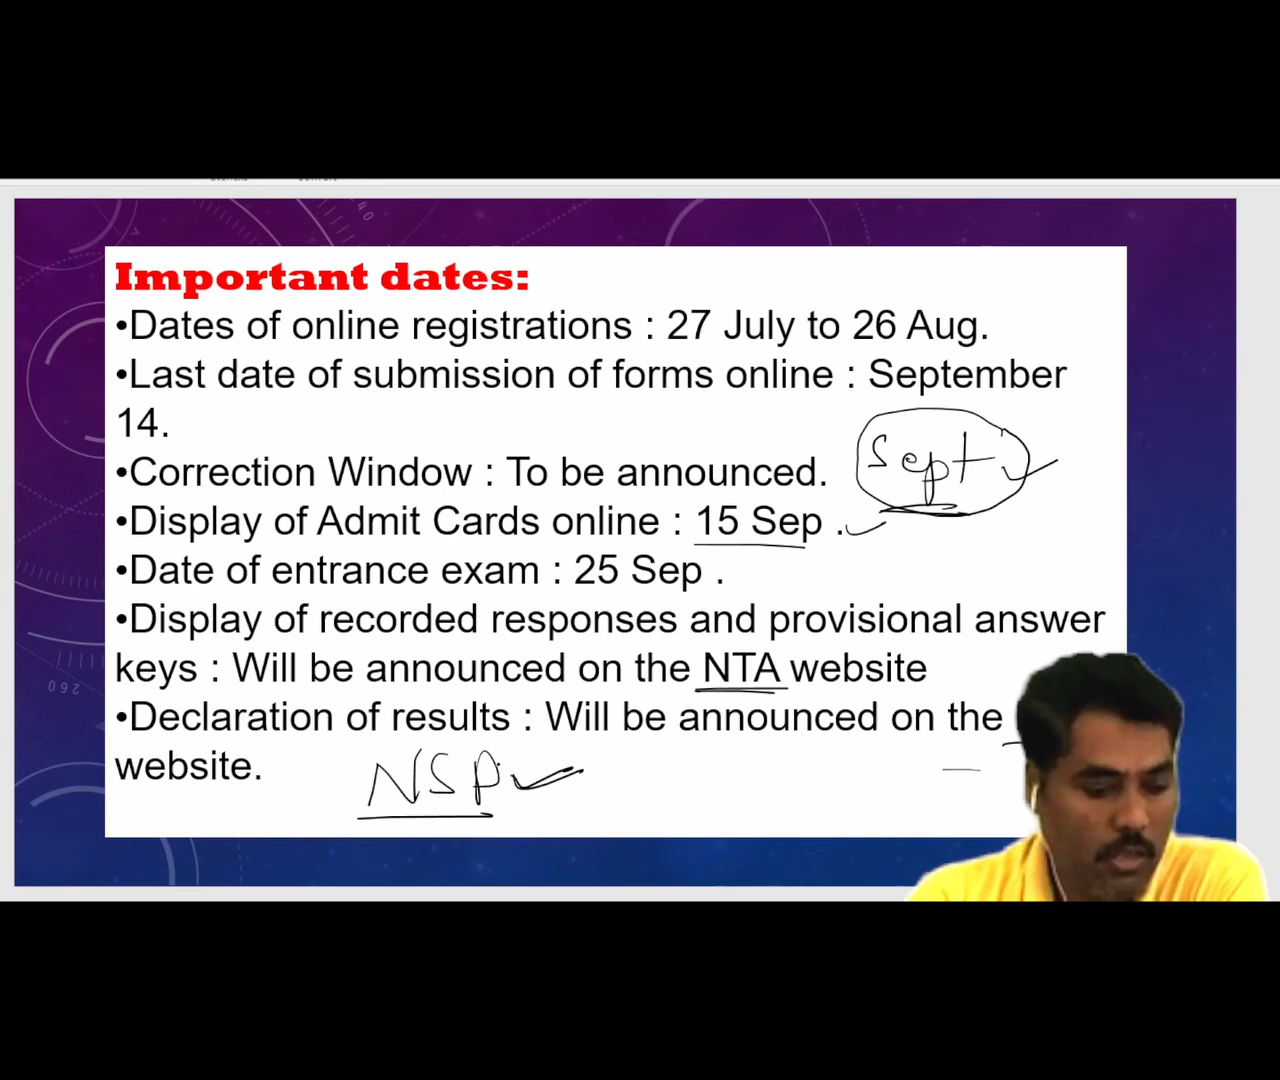 Important dates:
•Dates of online registrations : 27 July to 26 Aug.
•Last date of submission of forms online : September
14.
•Correction Window : To be announced.
Sept
•Display of Admit Cards online : 15 Sep .
•Date of entrance exam : 25 Sep .
•Display of recorded responses and provisional answer
keys : Will be announced on the NTA website
•Declaration of results : Will be announced on the
website.
NSP
260
40